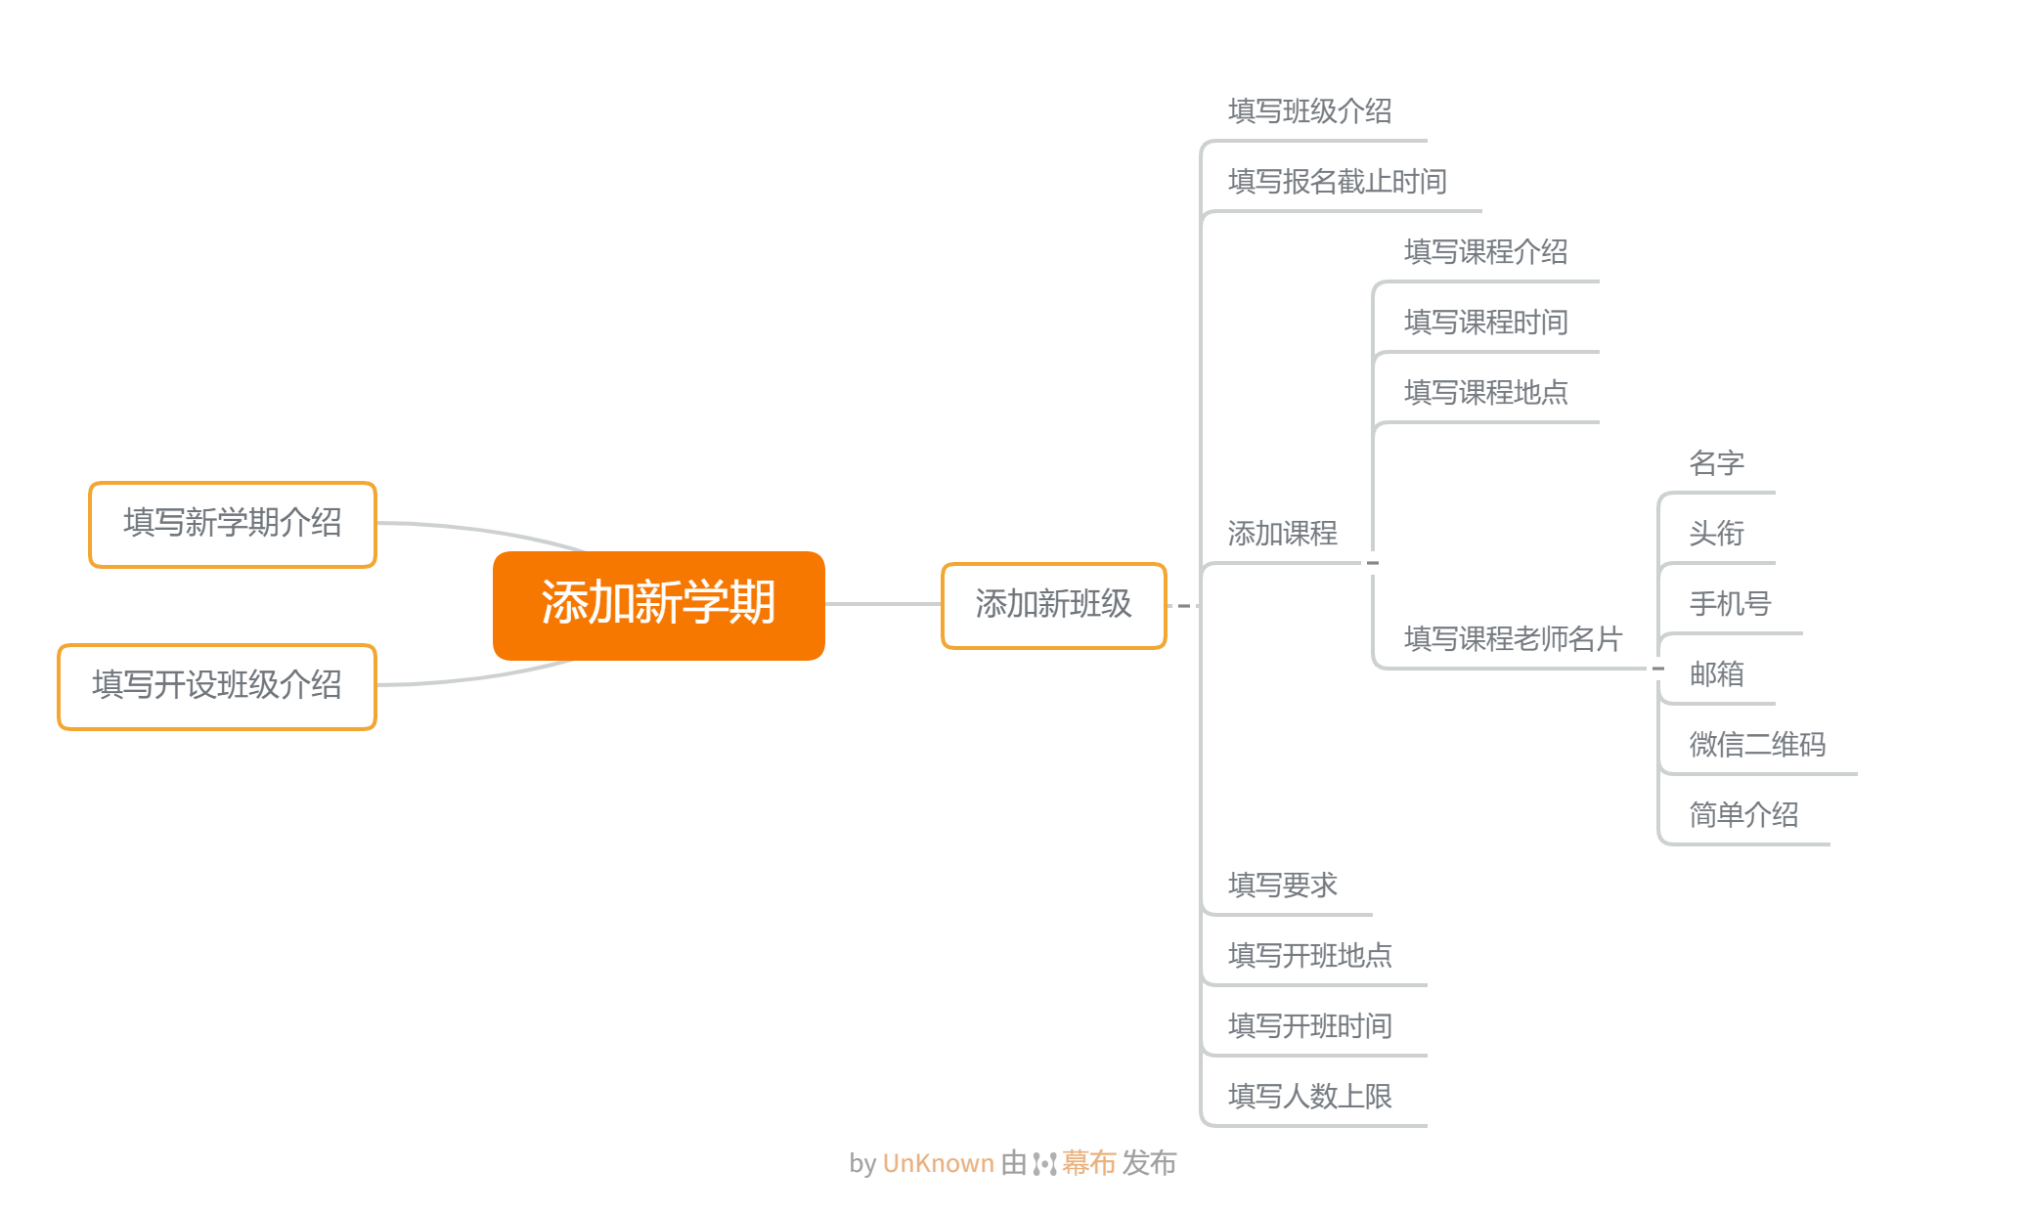 填写班级介绍
填写报名截止时间
填写课程介绍
填写课程时间
填写课程地点
名字
填写新学期介绍
添加课程
头衔
添加新学期
添加新班级
手机号
填写课程老师名片
填写开设班级介绍
邮箱
微信二维码
简单介绍
填写要求
填写开班地点
填写开班时间
填写人数上限
by UnKnown 由 幕布 发布